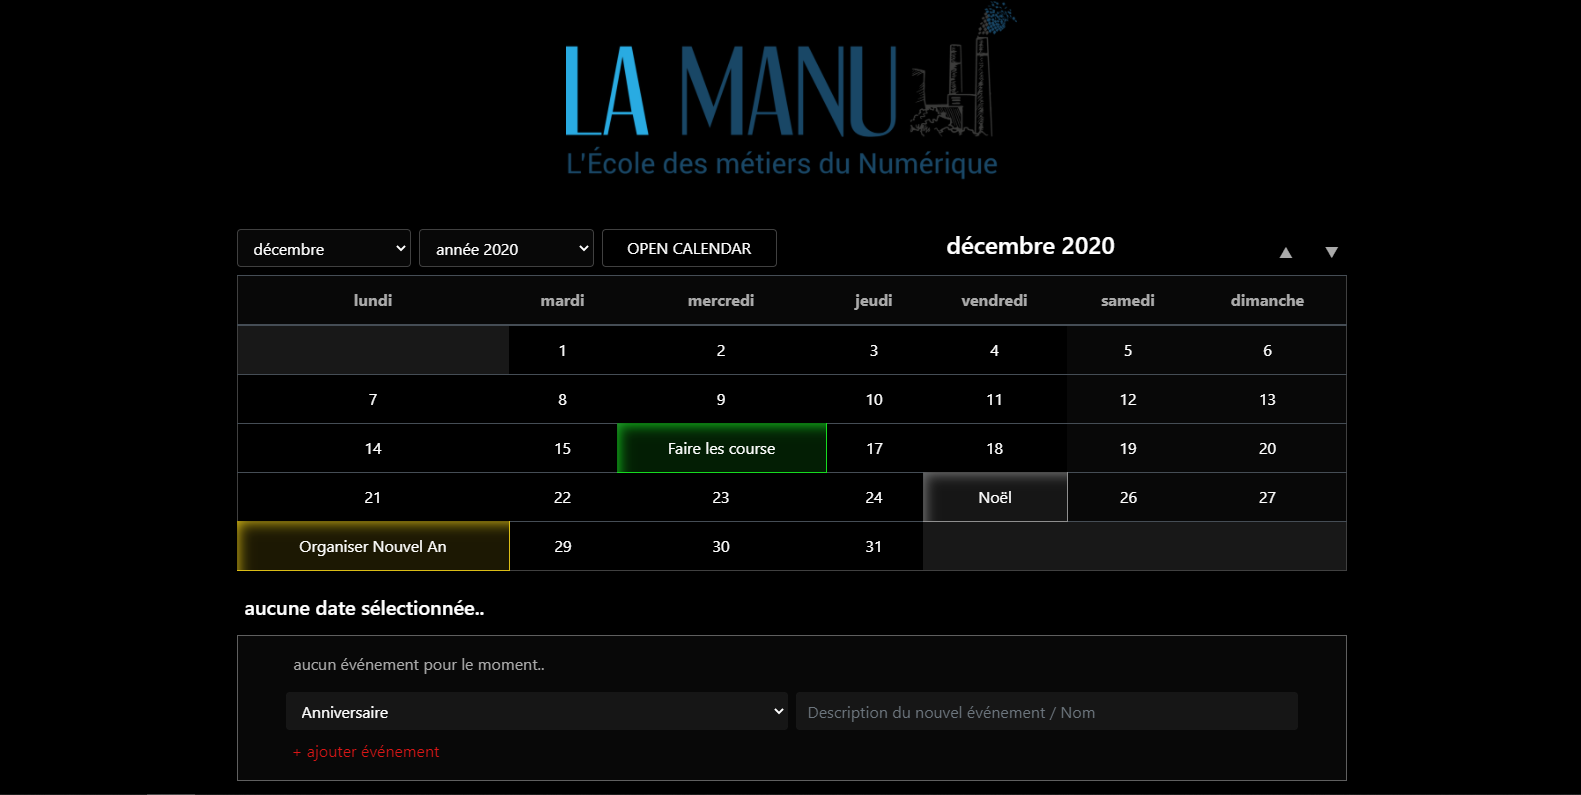 LA MANU
L'École des métiers du Numérique
décembre année 2020 OPEN CALENDAR décembre 2020 ▲ ▼
lundi mardi mercredi jeudi vendredi samedi dimanche
1 2 3 4 5 6
7 8 9 10 11 12 13
14 15 Faire les course 17 18 19 20
21 22 23 24 Noël 26 27
Organiser Nouvel An 29 30 31
aucune date sélectionnée..
aucun événement pour le moment..
Anniversaire Description du nouvel événement / Nom
+ ajouter événement